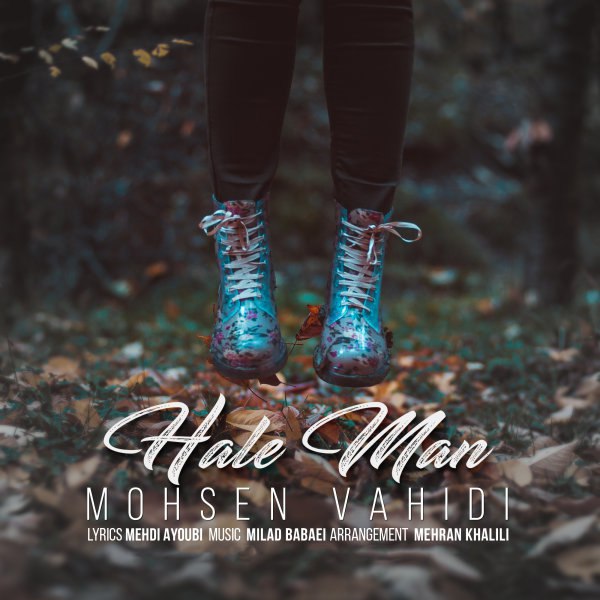 Hale Man
MOHSEN VAHIDI
LYRICS MEHDI AYOUBI MUSIC MILAD BABAEI ARRANGEMENT MEHRAN KHALILI